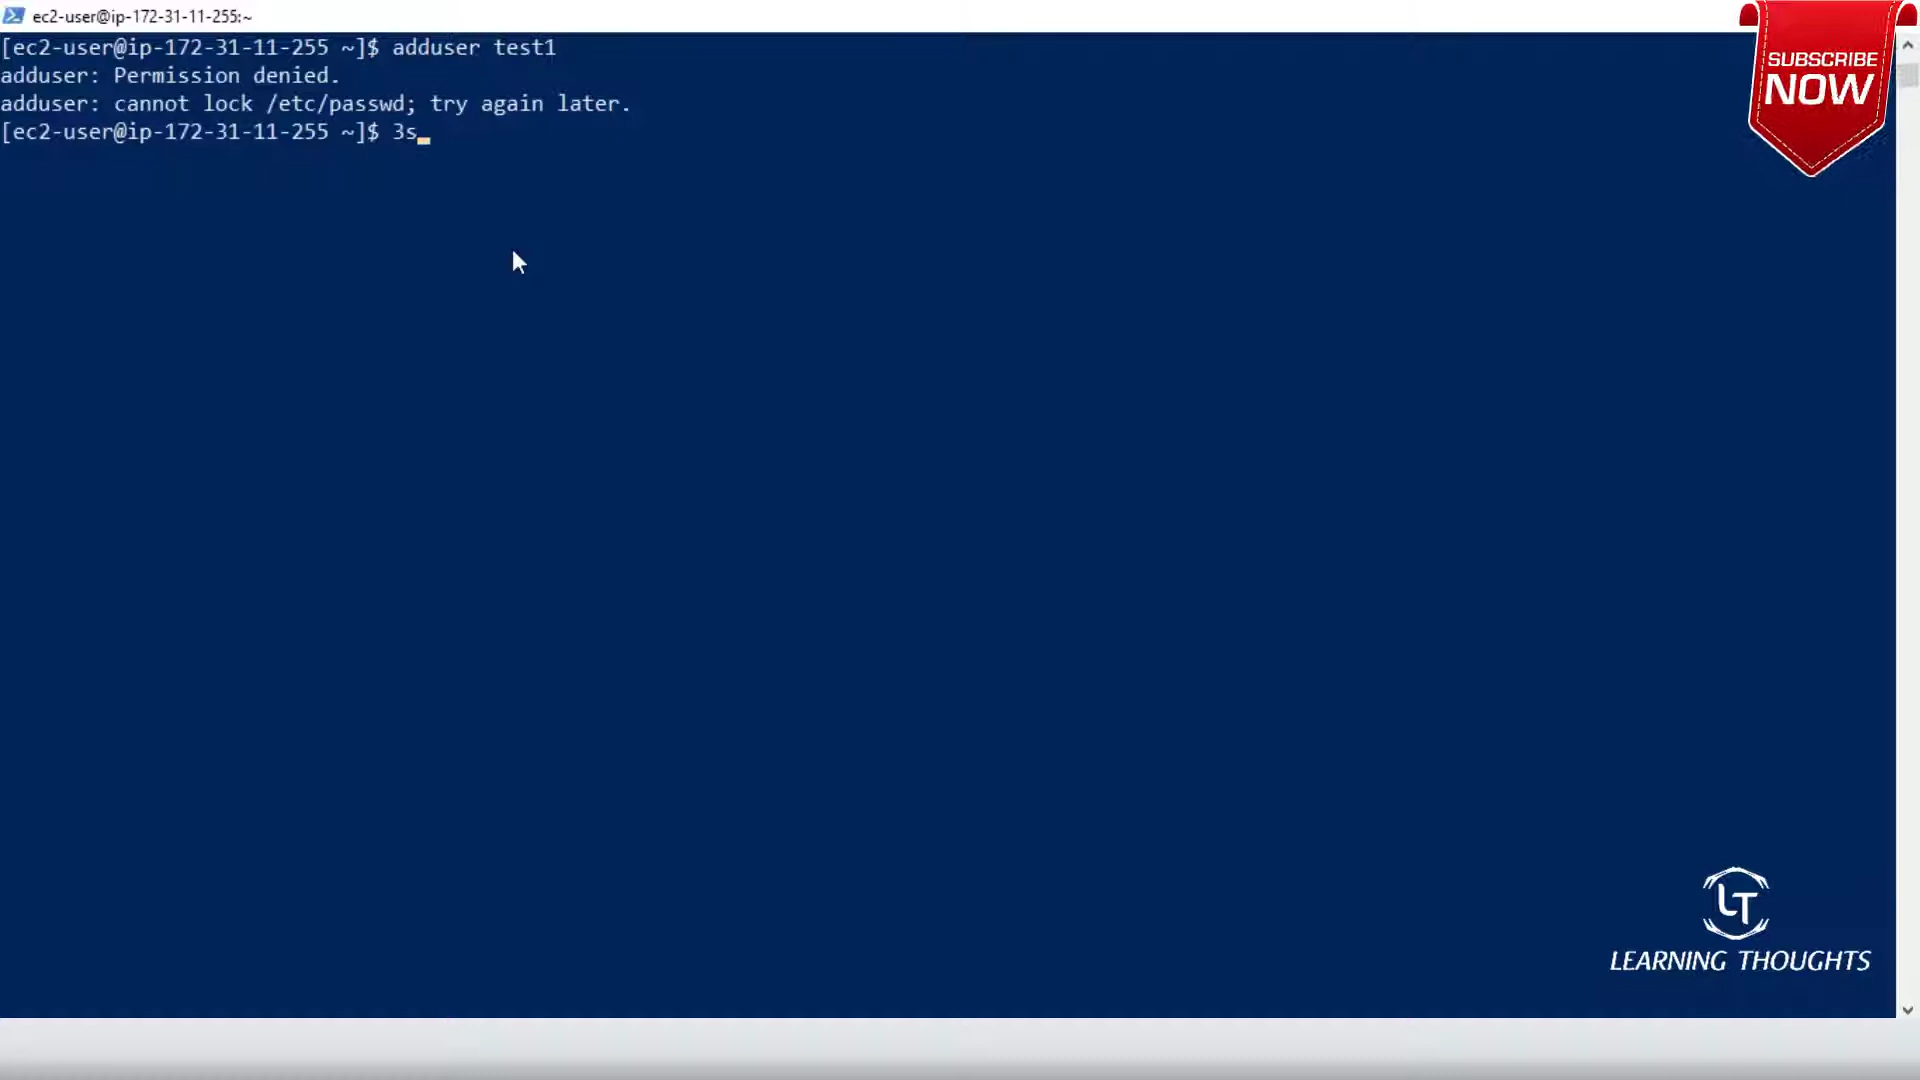 ec2-user@ip-172-31-11-255:~
[ec2-user@ip-172-31-11-255 ~]$ adduser test1
adduser: Permission denied.
adduser: cannot lock /etc/passwd; try again later.
[ec2-user@ip-172-31-11-255 ~]$ 3s
SUBSCRIBE
NOW
LT
LEARNING THOUGHTS